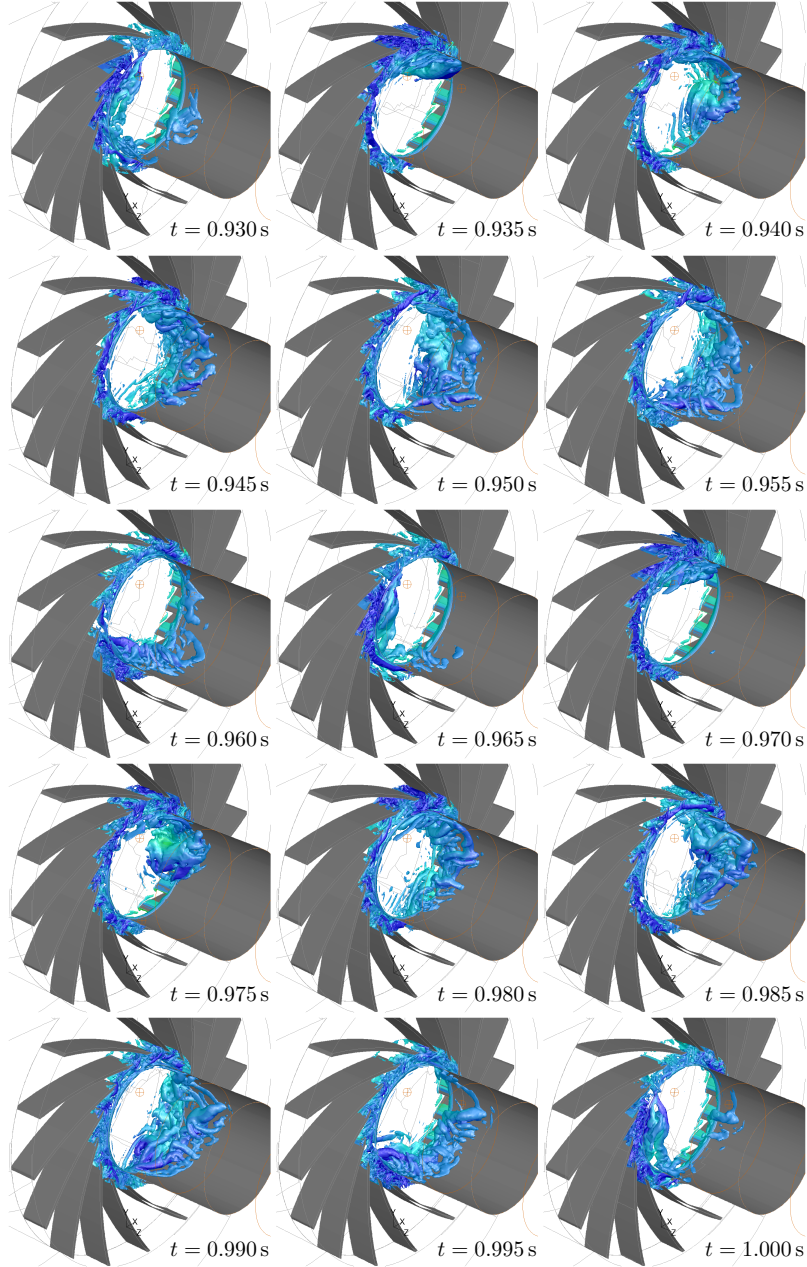 x
z
t = 0.930 s
x
z
t = 0.935 s
x
z
t = 0.940 s
x
z
t = 0.945 s
x
z
t = 0.950 s
x
z
t = 0.955 s
x
z
t = 0.960 s
x
z
t = 0.965 s
x
z
t = 0.970 s
x
z
t = 0.975 s
x
z
t = 0.980 s
x
z
t = 0.985 s
x
z
t = 0.990 s
x
z
t = 0.995 s
x
z
t = 1.000 s